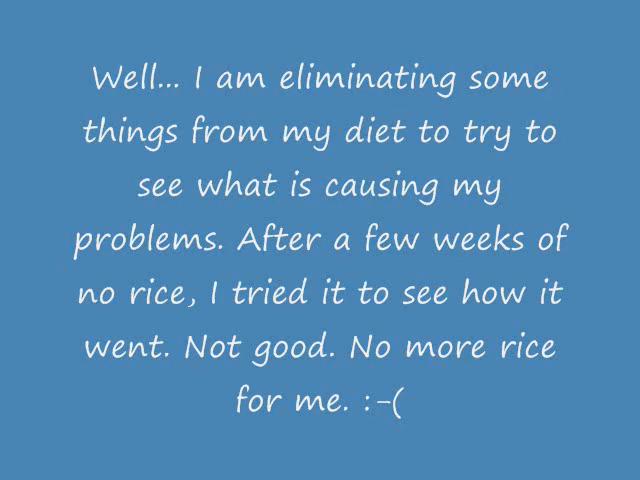 Well... I am eliminating some
things from my diet to try to
see what is causing my
problems. After a few weeks of
no rice, I tried it to see how it
went. Not good. No more rice
for me. :-(